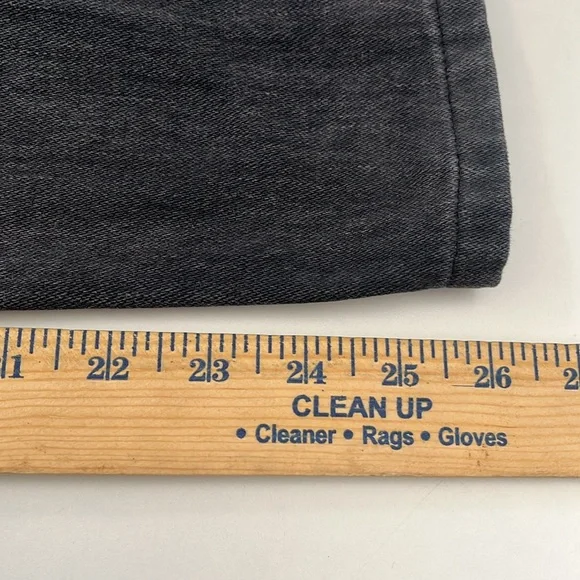 21 22 23 24 25 26 2
CLEAN UP
• Cleaner • Rags • Gloves